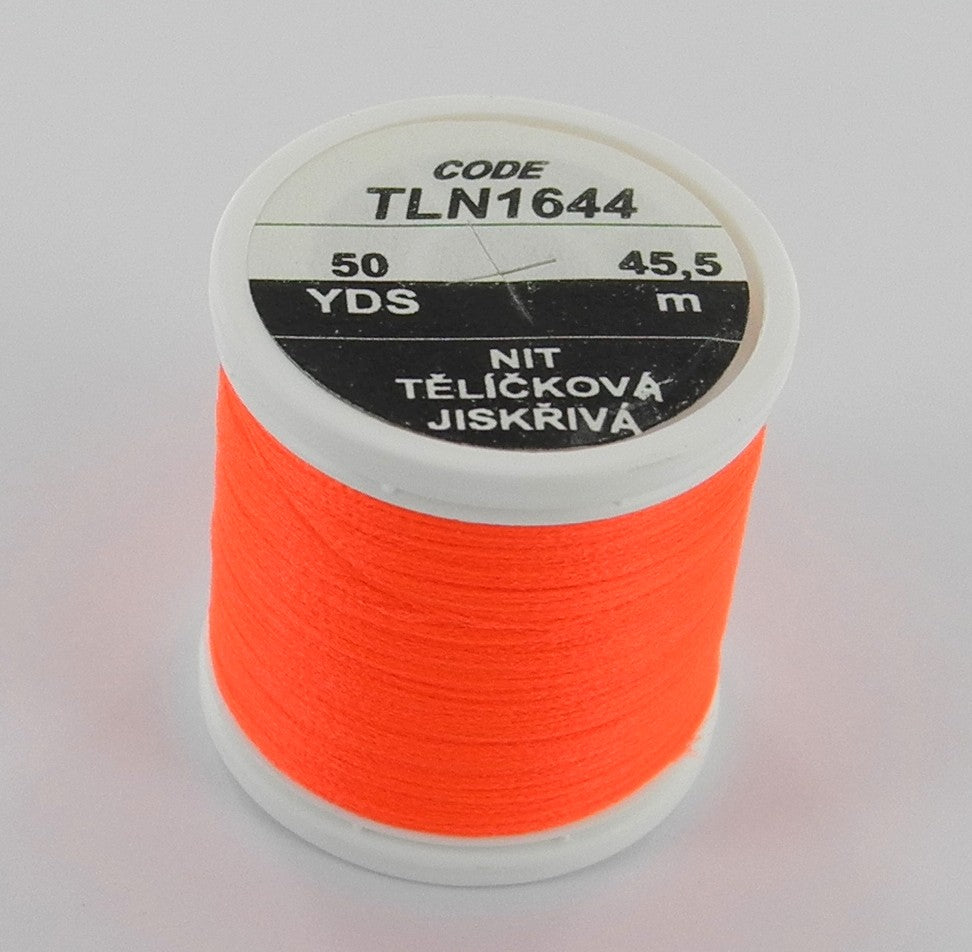 CODE
TLN1644
50 45,5
YDS m
NIT
TĚLÍČKOVÁ
JISKŘIVÁ